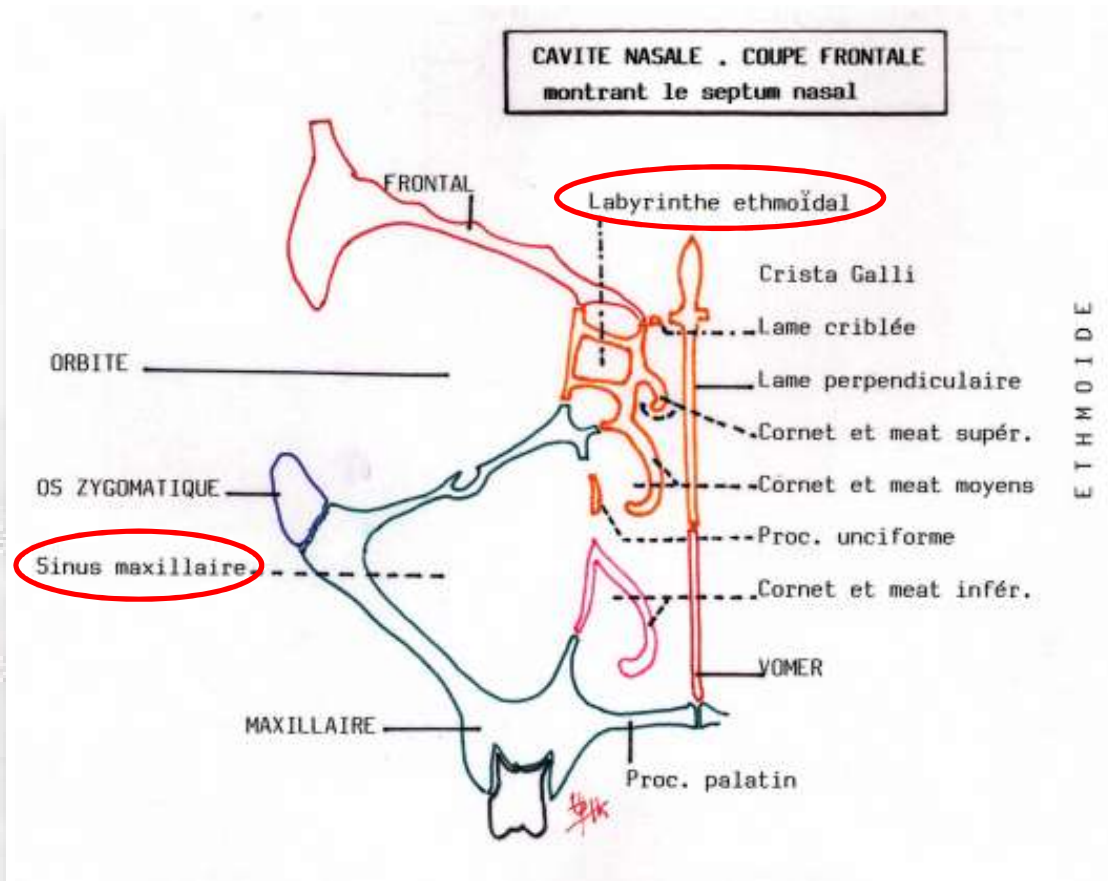 CAVITE NASALE . COUPE FRONTALE
montrant le septum nasal
FRONTAL
Labyrinthe ethmoïdal
Crista Galli
Lame criblée
ORBITE
Lame perpendiculaire
Cornet et meat supér.
OS ZYGOMATIQUE
Cornet et meat moyens
Proc. unciforme
Sinus maxillaire
Cornet et meat infér.
VOMER
MAXILLAIRE
Proc. palatin
ETHMOIDE